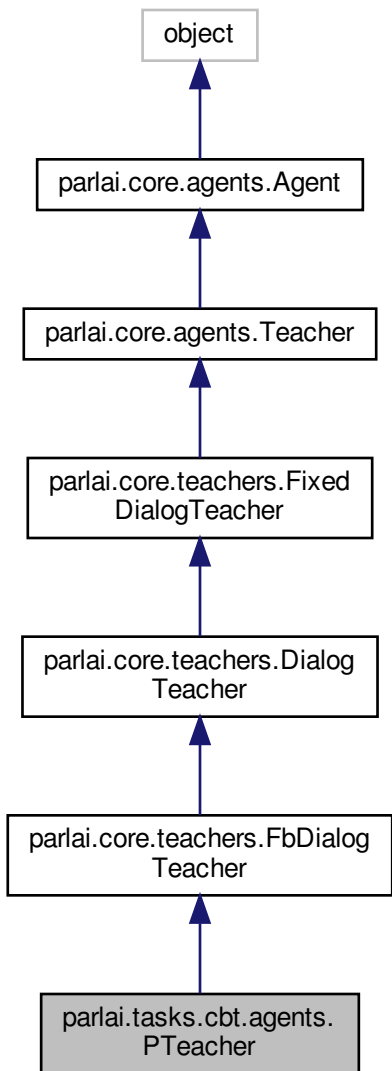 object
parlai.core.agents.Agent
parlai.core.agents.Teacher
parlai.core.teachers.Fixed
DialogTeacher
parlai.core.teachers.Dialog
Teacher
parlai.core.teachers.FbDialog
Teacher
parlai.tasks.cbt.agents.
PTeacher